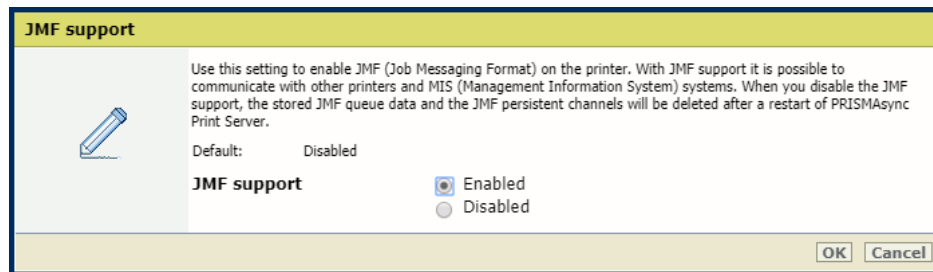 JMF support
Use this setting to enable JMF (Job Messaging Format) on the printer. With JMF support it is possible to
communicate with other printers and MIS (Management Information System) systems. When you disable the JMF
support, the stored JMF queue data and the JMF persistent channels will be deleted after a restart of PRISMAsync
Print Server.
Default: Disabled
JMF support Enabled
Disabled
OK Cancel